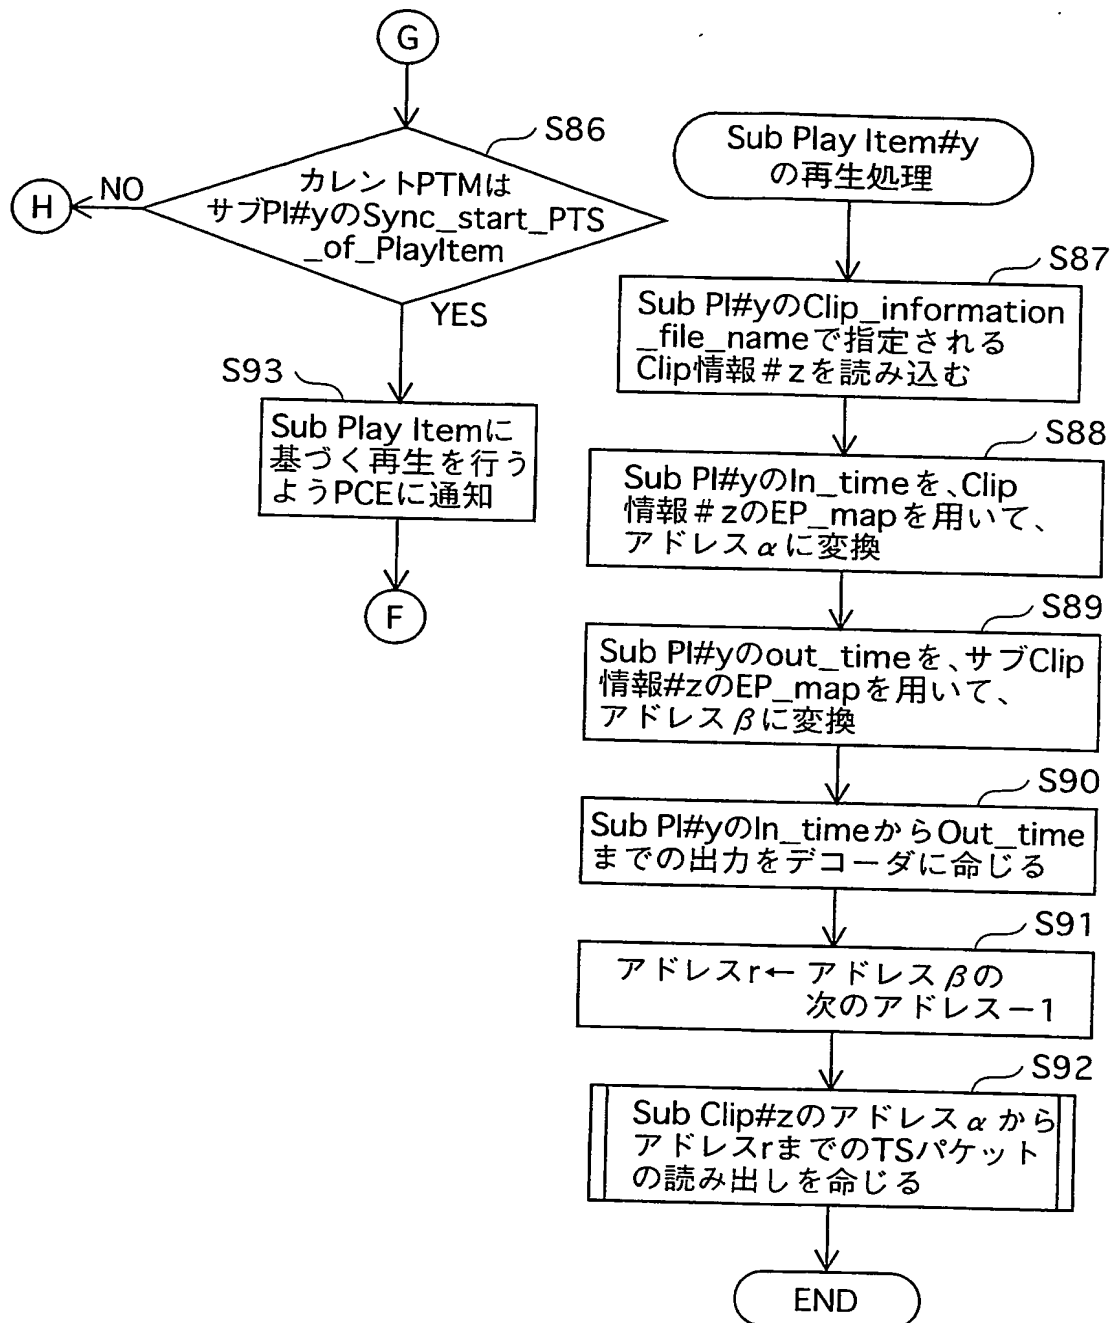 G
S86
カレントPTMは
サブPI#yのSync_start_PTS
_of_PlayItem
NO
H
YES
S93
Sub Play Itemに
基づく再生を行う
ようPCEに通知
F
Sub Play Item#y
の再生処理
S87
Sub PI#yのClip_information
_file_nameで指定される
Clip情報#zを読み込む
S88
Sub PI#yのIn_timeを、Clip
情報#zのEP_mapを用いて、
アドレスαに変換
S89
Sub PI#yのout_timeを、サブClip
情報#zのEP_mapを用いて、
アドレスβに変換
S90
Sub PI#yのIn_timeからOut_time
までの出力をデコーダに命じる
S91
アドレスr← アドレスβの
次のアドレス−1
S92
Sub Clip#zのアドレスαから
アドレスrまでのTSパケット
の読み出しを命じる
END